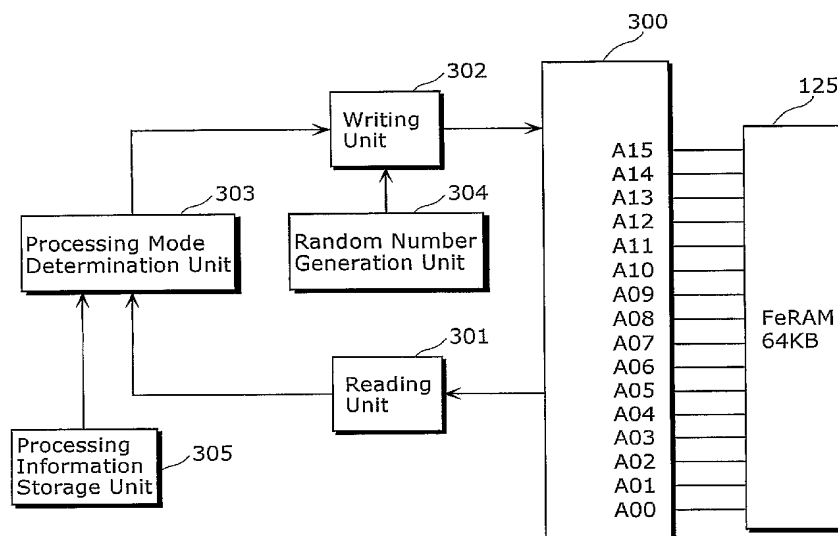 300
302
125
Writing
Unit
A15
303
304
A14
A13
Processing Mode
Determination Unit
Random Number
Generation Unit
A12
A11
A10
A09
A08
FeRAM
64KB
301
A07
A06
Reading
Unit
A05
A04
Processing
Information
Storage Unit
305
A03
A02
A01
A00